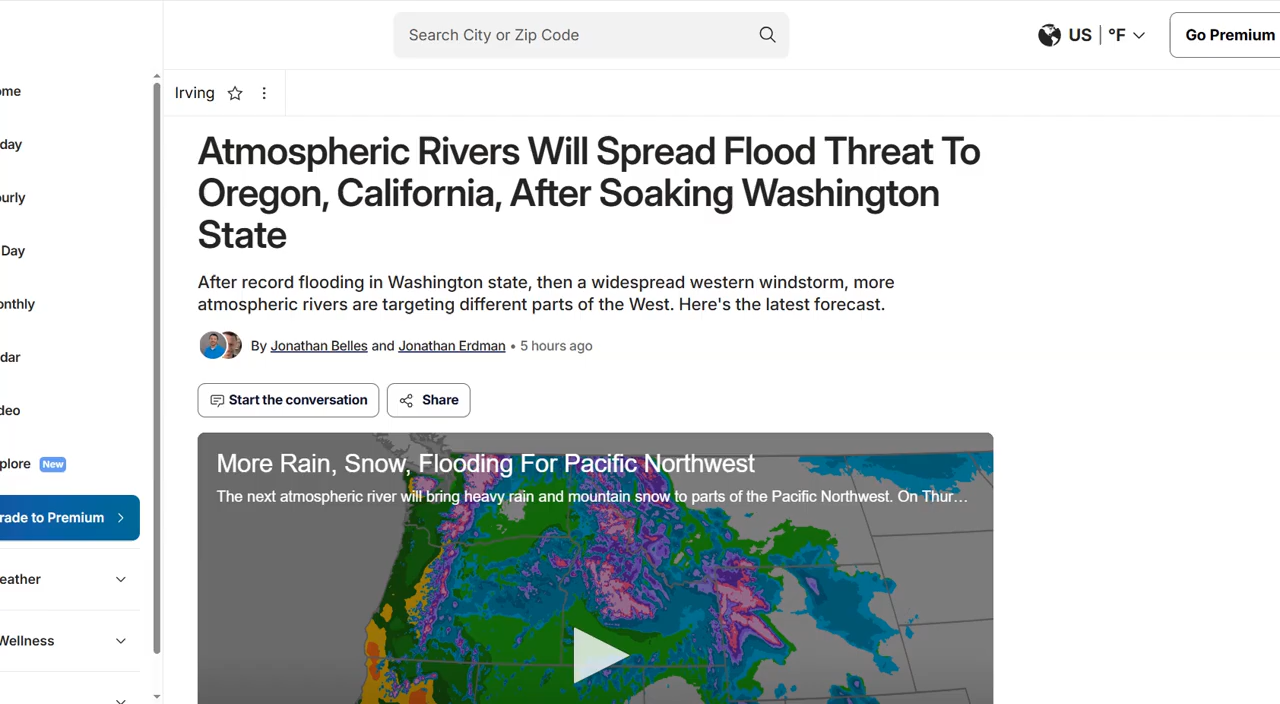 Search City or Zip Code
US
°F
Go Premium
ome
day
ourly
Day
onthly
dar
deo
plore New
rade to Premium
eather
Wellness
Irving
Atmospheric Rivers Will Spread Flood Threat To
Oregon, California, After Soaking Washington
State
After record flooding in Washington state, then a widespread western windstorm, more
atmospheric rivers are targeting different parts of the West. Here's the latest forecast.
By Jonathan Belles and Jonathan Erdman • 5 hours ago
Start the conversation
Share
More Rain, Snow, Flooding For Pacific Northwest
The next atmospheric river will bring heavy rain and mountain snow to parts of the Pacific Northwest. On Thur…